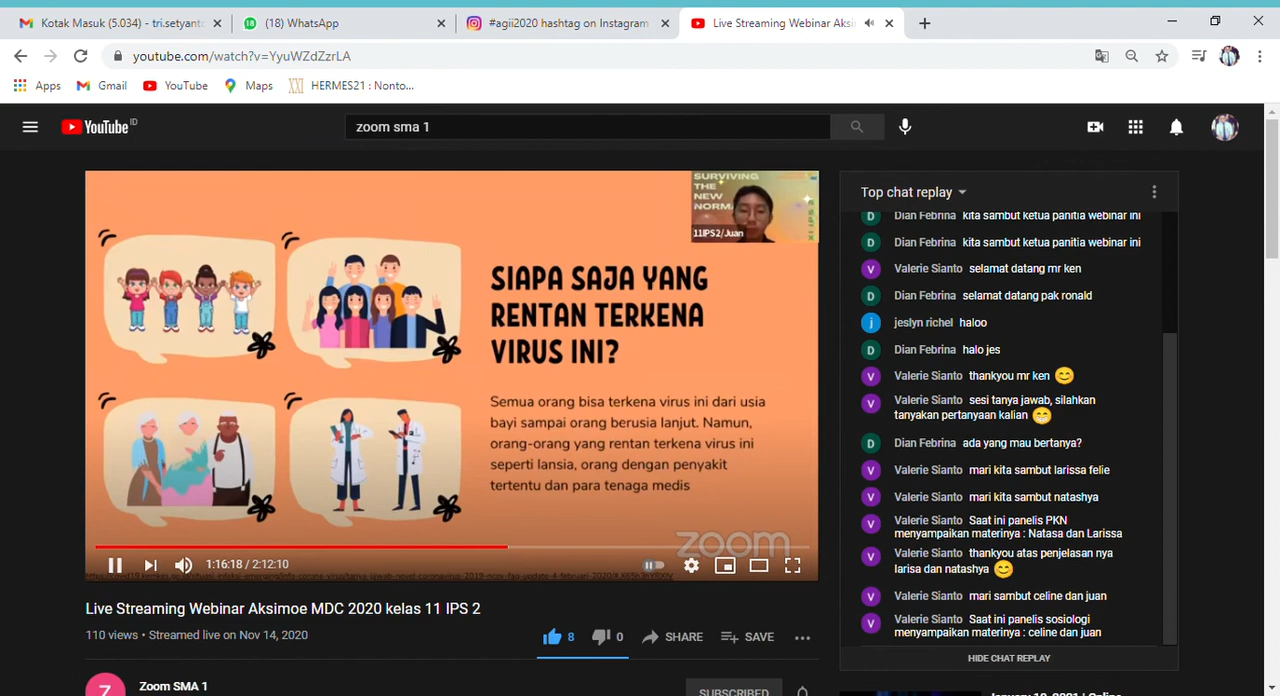 Kotak Masuk (5.034) - tri.setyant
(18) WhatsApp
#agii2020 hashtag on Instagram
Live Streaming Webinar Aksi
youtube.com/watch?v=YyuWZdZzrLA
Apps
Gmail
YouTube
Maps
HERMES21 : Nonto...
YouTube ID
zoom sma 1
SURVIVING
THE
NEW
NORMA
XI IPS 2
11IPS2/Juan
SIAPA SAJA YANG
RENTAN TERKENA
VIRUS INI?
Semua orang bisa terkena virus ini dari usia
bayi sampai orang berusia lanjut. Namun,
orang-orang yang rentan terkena virus ini
seperti lansia, orang dengan penyakit
tertentu dan para tenaga medis
zoom
1:16:18 / 2:12:10
Live Streaming Webinar Aksimoe MDC 2020 kelas 11 IPS 2
110 views • Streamed live on Nov 14, 2020
8
0
SHARE
SAVE
Z
Zoom SMA 1
SUBSCRIBED
Top chat replay
D Dian Febrina kita sambut ketua panitia webinar ini
D Dian Febrina kita sambut ketua panitia webinar ini
V Valerie Sianto selamat datang mr ken
D Dian Febrina selamat datang pak ronald
j jeslyn richel haloo
D Dian Febrina halo jes
V Valerie Sianto thankyou mr ken 😊
V Valerie Sianto sesi tanya jawab, silahkan
tanyakan pertanyaan kalian 😁
D Dian Febrina ada yang mau bertanya?
V Valerie Sianto mari kita sambut larissa felie
V Valerie Sianto mari kita sambut natashya
V Valerie Sianto Saat ini panelis PKN
menyampaikan materinya : Natasa dan Larissa
V Valerie Sianto thankyou atas penjelasan nya
larisa dan natashya 😊
V Valerie Sianto mari sambut celine dan juan
V Valerie Sianto Saat ini panelis sosiologi
menyampaikan materinya : celine dan juan
HIDE CHAT REPLAY
January 10, 2021 | Online